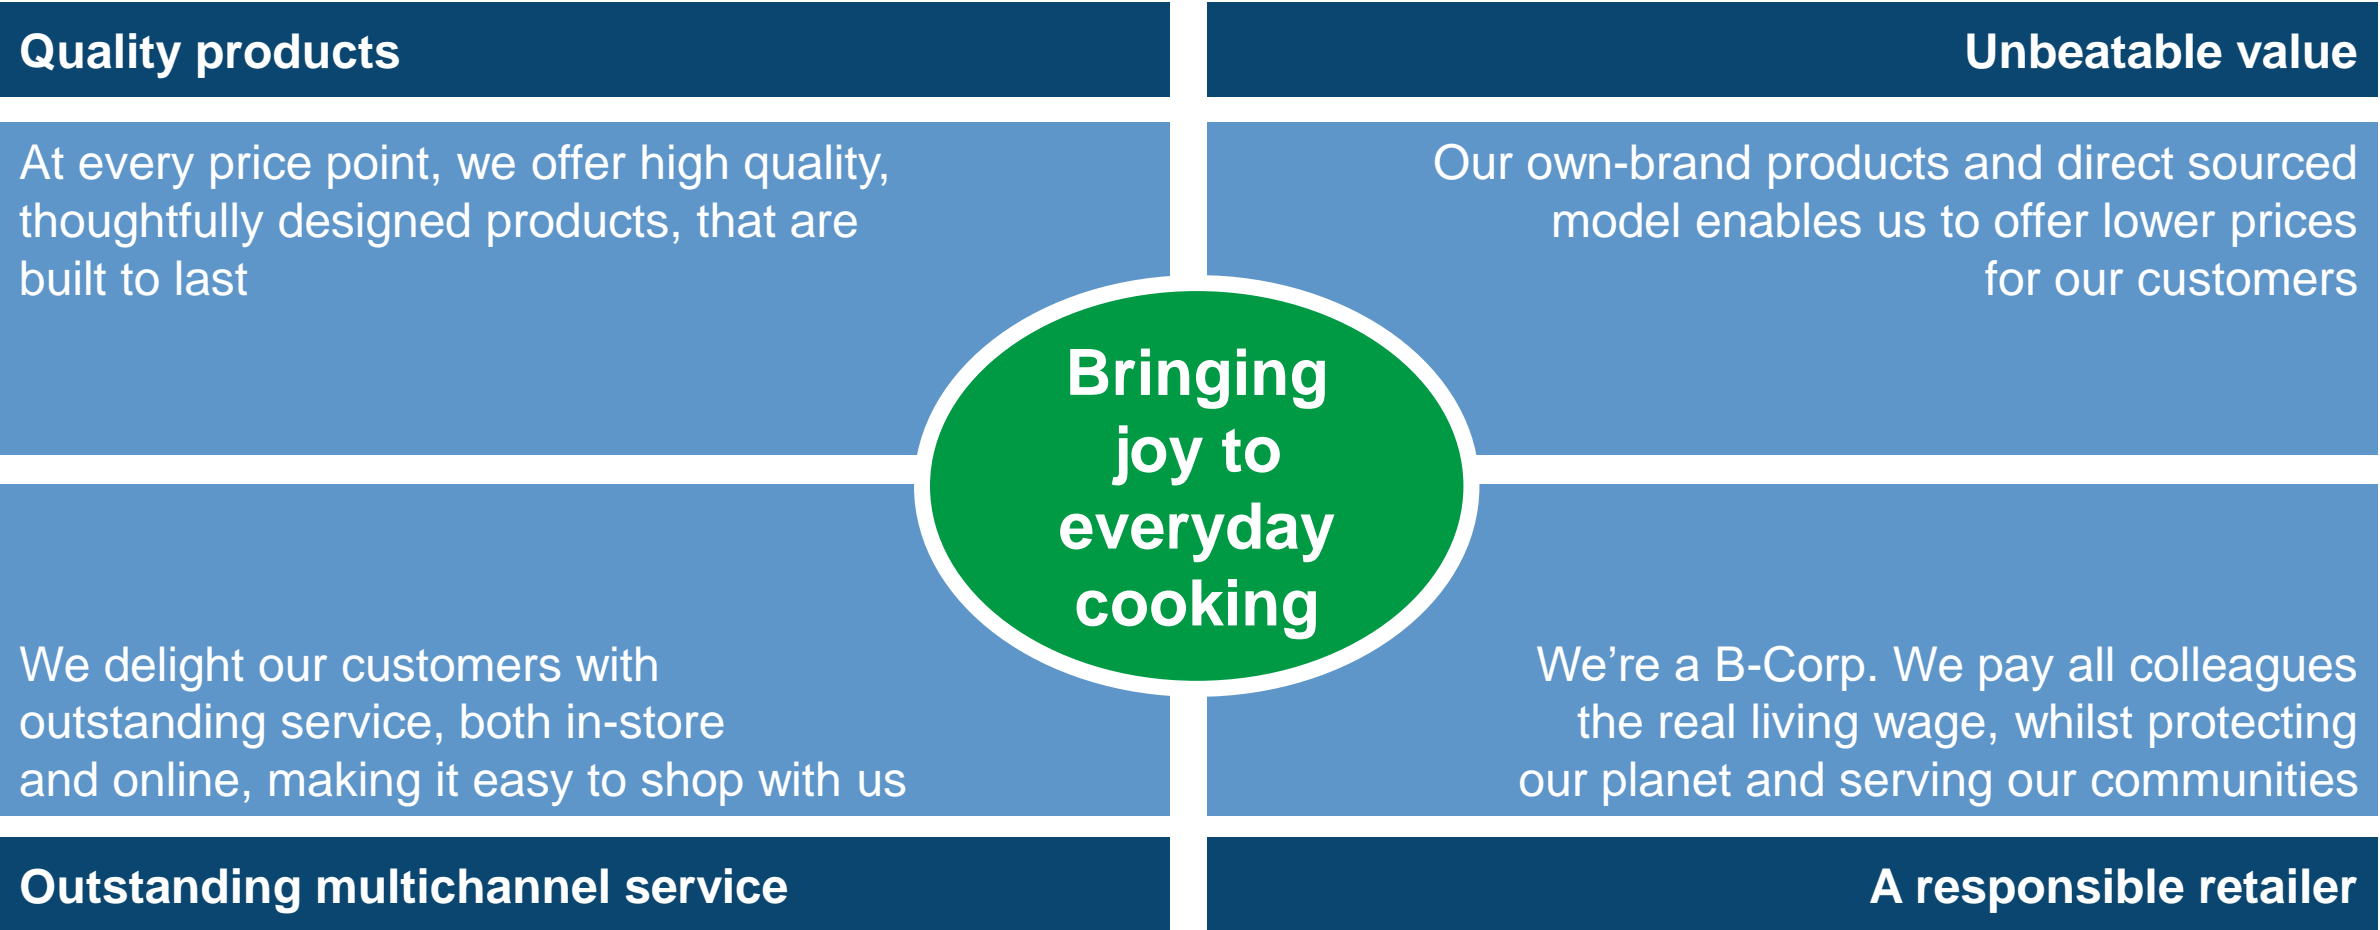 Quality products
Unbeatable value
At every price point, we offer high quality,
thoughtfully designed products, that are
built to last
Our own-brand products and direct sourced
model enables us to offer lower prices
for our customers
Bringing
joy to
everyday
cooking
We delight our customers with
outstanding service, both in-store
and online, making it easy to shop with us
We’re a B-Corp. We pay all colleagues
the real living wage, whilst protecting
our planet and serving our communities
Outstanding multichannel service
A responsible retailer